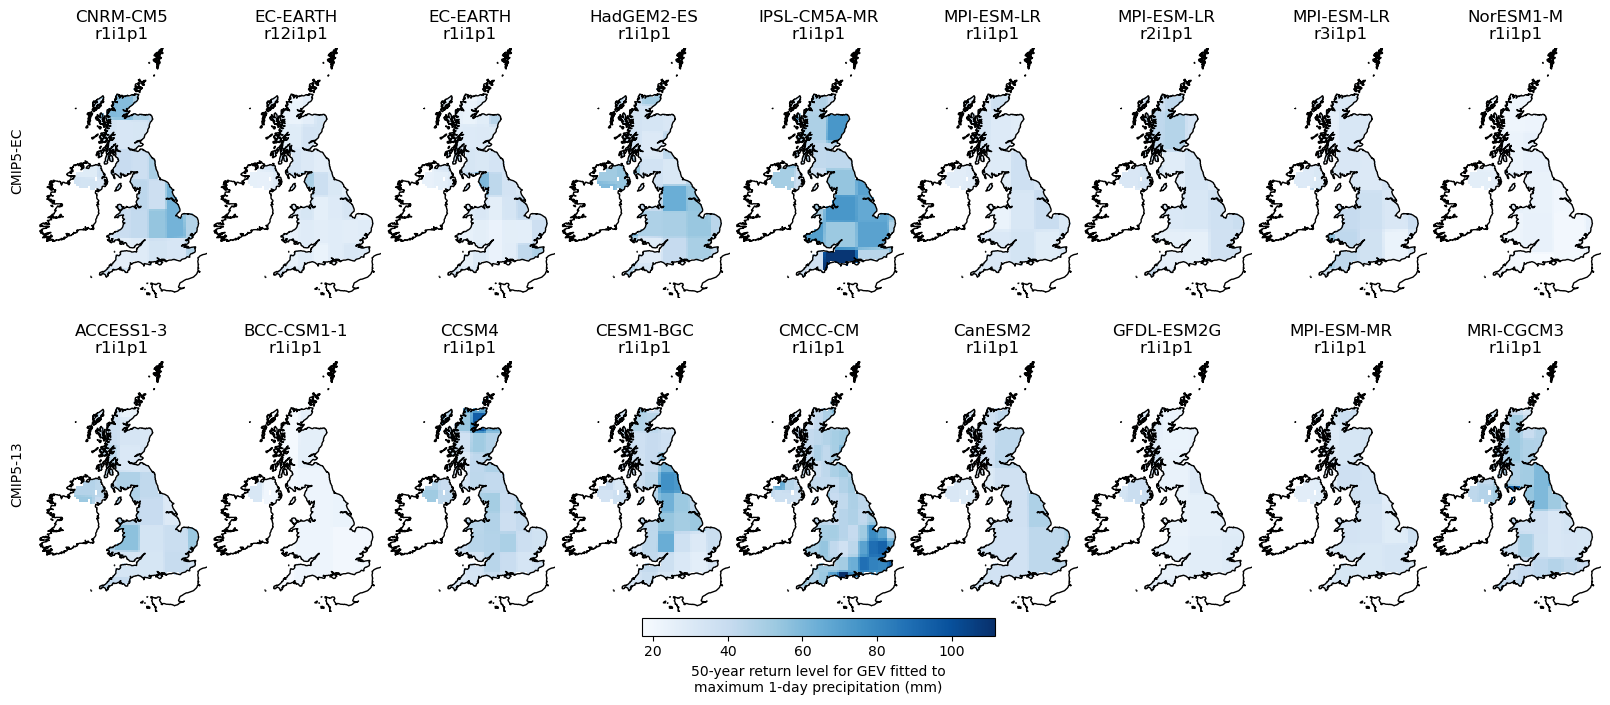 CNRM-CM5
r1i1p1
EC-EARTH
r12i1p1
EC-EARTH
r1i1p1
HadGEM2-ES
r1i1p1
IPSL-CM5A-MR
r1i1p1
MPI-ESM-LR
r1i1p1
MPI-ESM-LR
r2i1p1
MPI-ESM-LR
r3i1p1
NorESM1-M
r1i1p1
CMIP5-EC
ACCESS1-3
r1i1p1
BCC-CSM1-1
r1i1p1
CCSM4
r1i1p1
CESM1-BGC
r1i1p1
CMCC-CM
r1i1p1
CanESM2
r1i1p1
GFDL-ESM2G
r1i1p1
MPI-ESM-MR
r1i1p1
MRI-CGCM3
r1i1p1
CMIP5-13
20 40 60 80 100
50-year return level for GEV fitted to
maximum 1-day precipitation (mm)